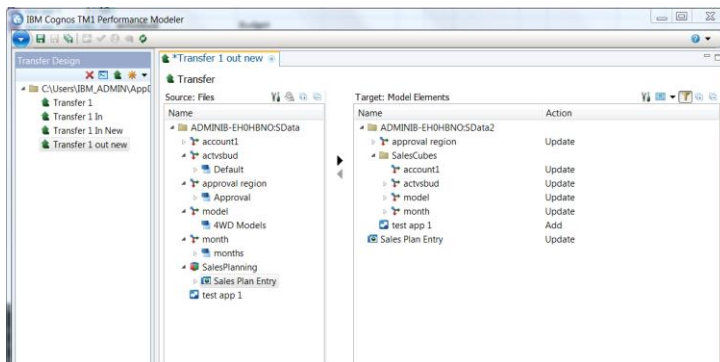 IBM Cognos TM1 Performance Modeler
Transfer Design
C:\Users\IBM_ADMIN\AppD
Transfer 1
Transfer 1 In
Transfer 1 In New
Transfer 1 out new
*Transfer 1 out new
Transfer
Source: Files
Name
ADMINIB-EH0HBNO:SData
account1
actvsbud
Default
approval region
Approval
model
4WD Models
month
months
SalesPlanning
Sales Plan Entry
test app 1
Target: Model Elements
Name Action
ADMINIB-EH0HBNO:SData2
approval region Update
SalesCubes
account1 Update
actvsbud Update
model Update
month Update
test app 1 Add
Sales Plan Entry Update